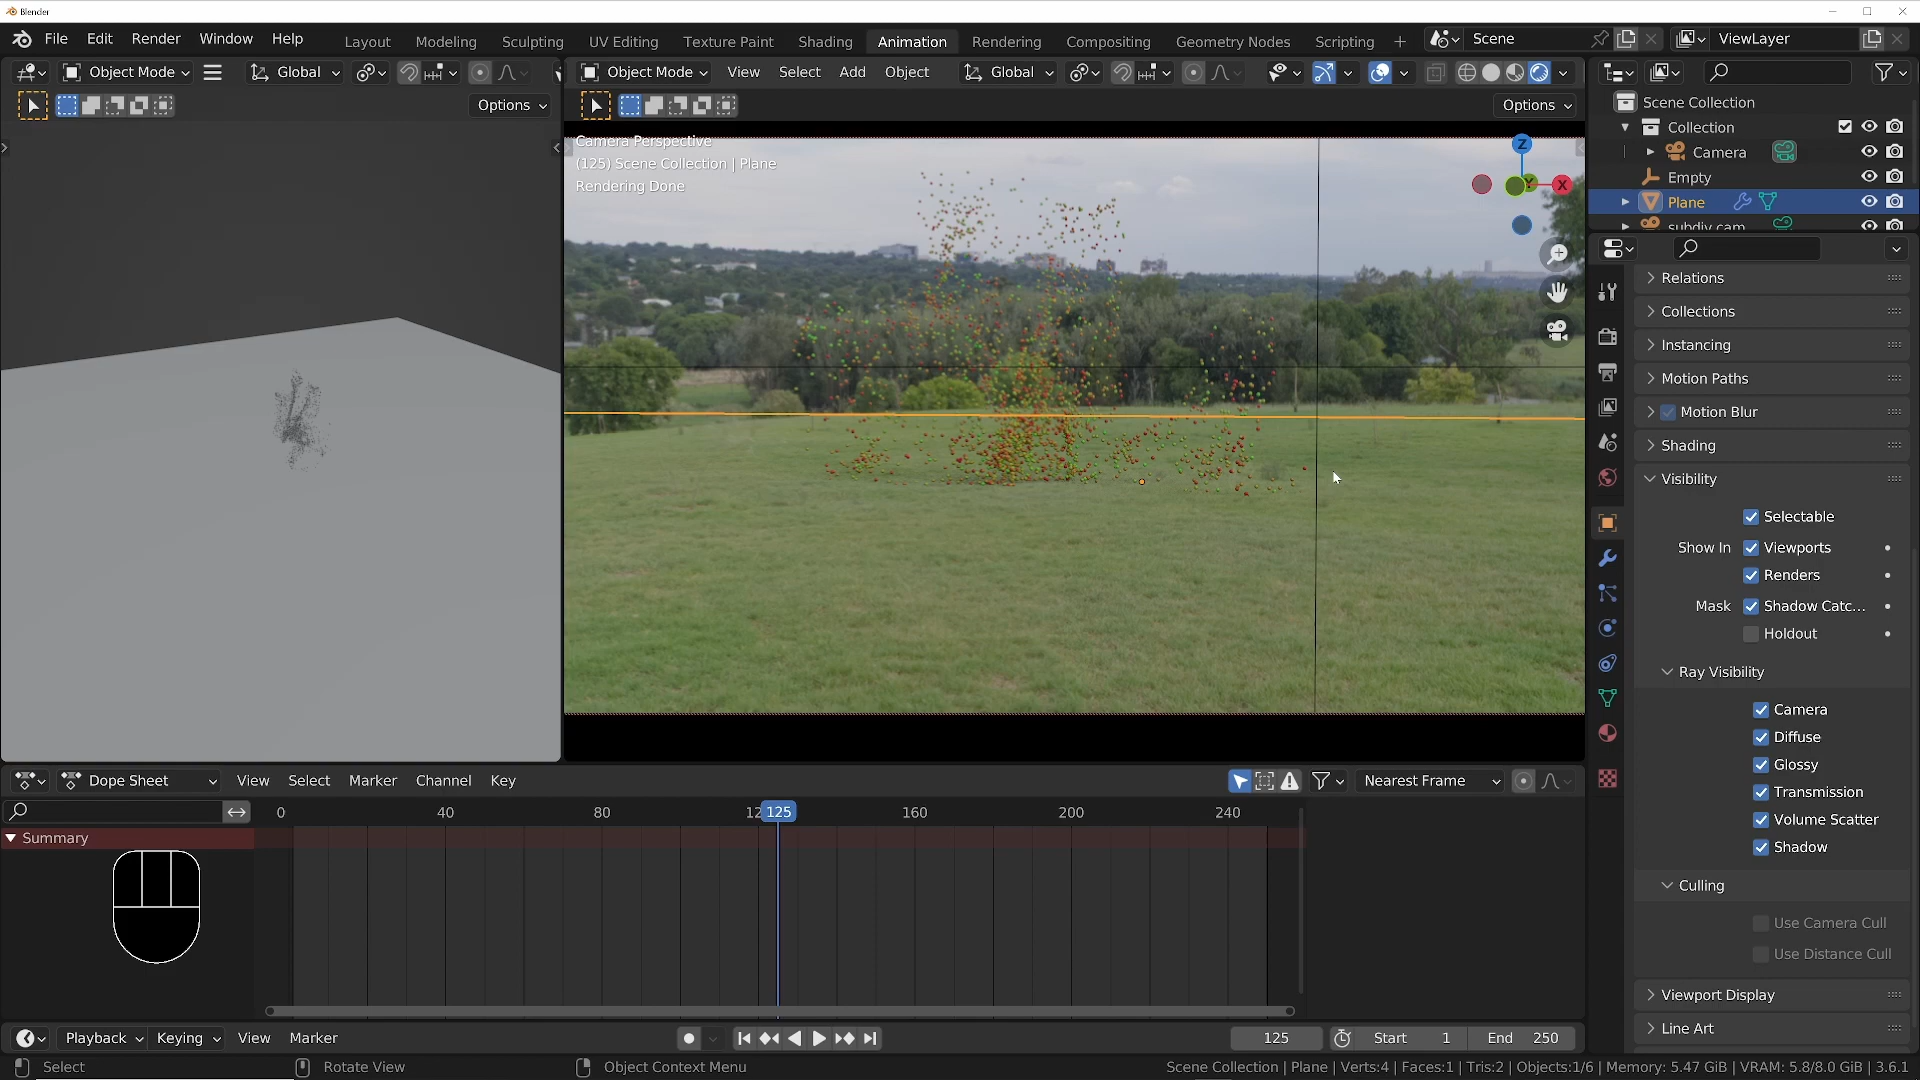 Blender
File Edit Render Window Help
Layout Modeling Sculpting UV Editing Texture Paint Shading Animation Rendering Compositing Geometry Nodes Scripting +
Scene
ViewLayer
Object Mode
Global
Object Mode View Select Add Object
Global
Options
Options
Camera Perspective
(125) Scene Collection | Plane
Rendering Done
Z
Y
X
Scene Collection
Collection
Camera
Empty
Plane
subdiv cam
Relations
Collections
Instancing
Motion Paths
Motion Blur
Shading
Visibility
Selectable
Show In Viewports
Renders
Mask Shadow Catc...
Holdout
Ray Visibility
Camera
Diffuse
Glossy
Transmission
Volume Scatter
Shadow
Culling
Use Camera Cull
Use Distance Cull
Viewport Display
Line Art
Dope Sheet View Select Marker Channel Key
Nearest Frame
0 40 80 12 125 160 200 240
Summary
Playback Keying View Marker
125 Start 1 End 250
Select Rotate View Object Context Menu
Scene Collection | Plane | Verts:4 | Faces:1 | Tris:2 | Objects:1/6 | Memory: 5.47 GiB | VRAM: 5.8/8.0 GiB | 3.6.1